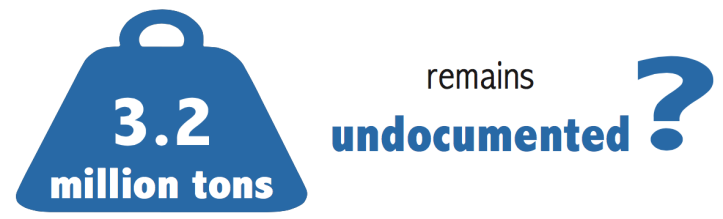 3.2
million tons
remains
undocumented ?